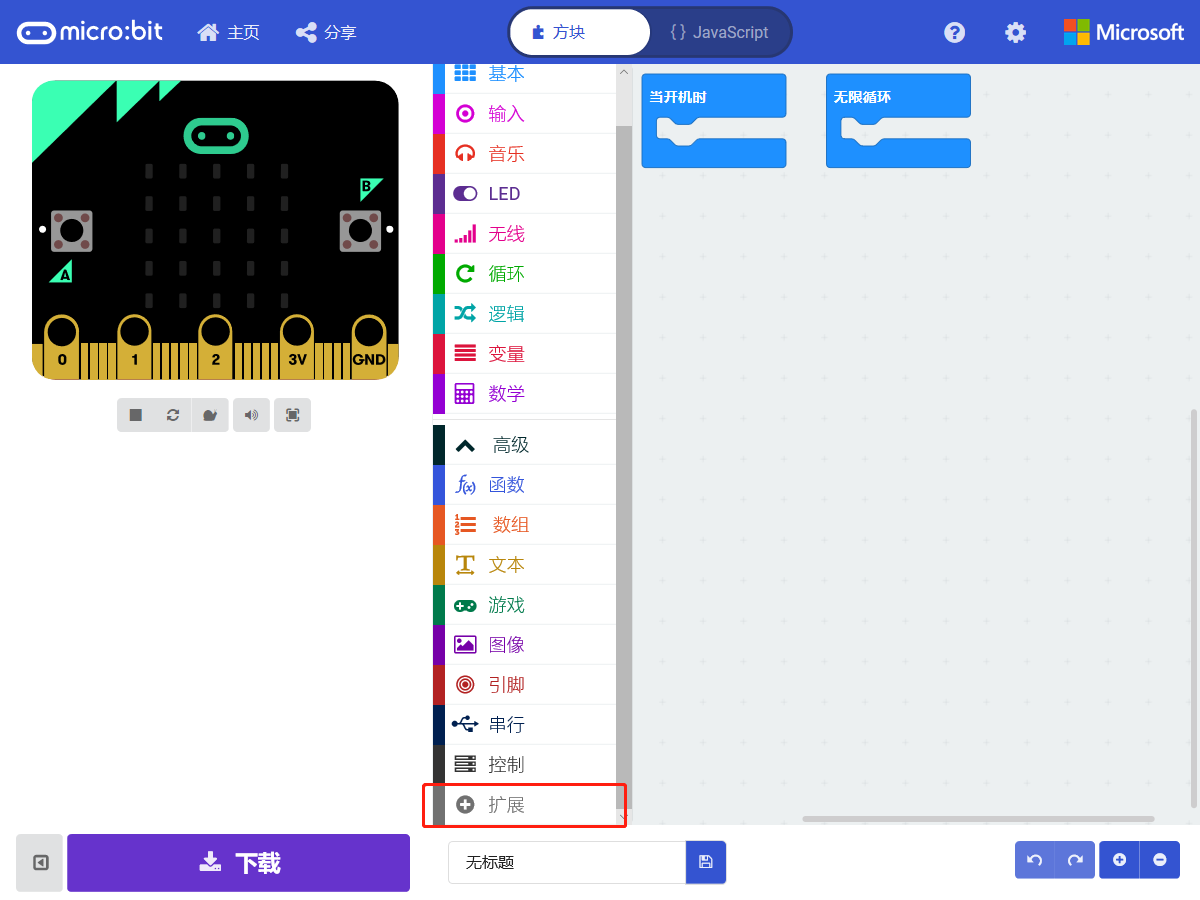 micro:bit
主页
分享
方块
{ } JavaScript
Microsoft
B
A
0
1
2
3V
GND
基本
输入
音乐
LED
无线
循环
逻辑
变量
数学
高级
f(x) 函数
数组
文本
游戏
图像
引脚
串行
控制
扩展
当开机时
无限循环
下载
无标题